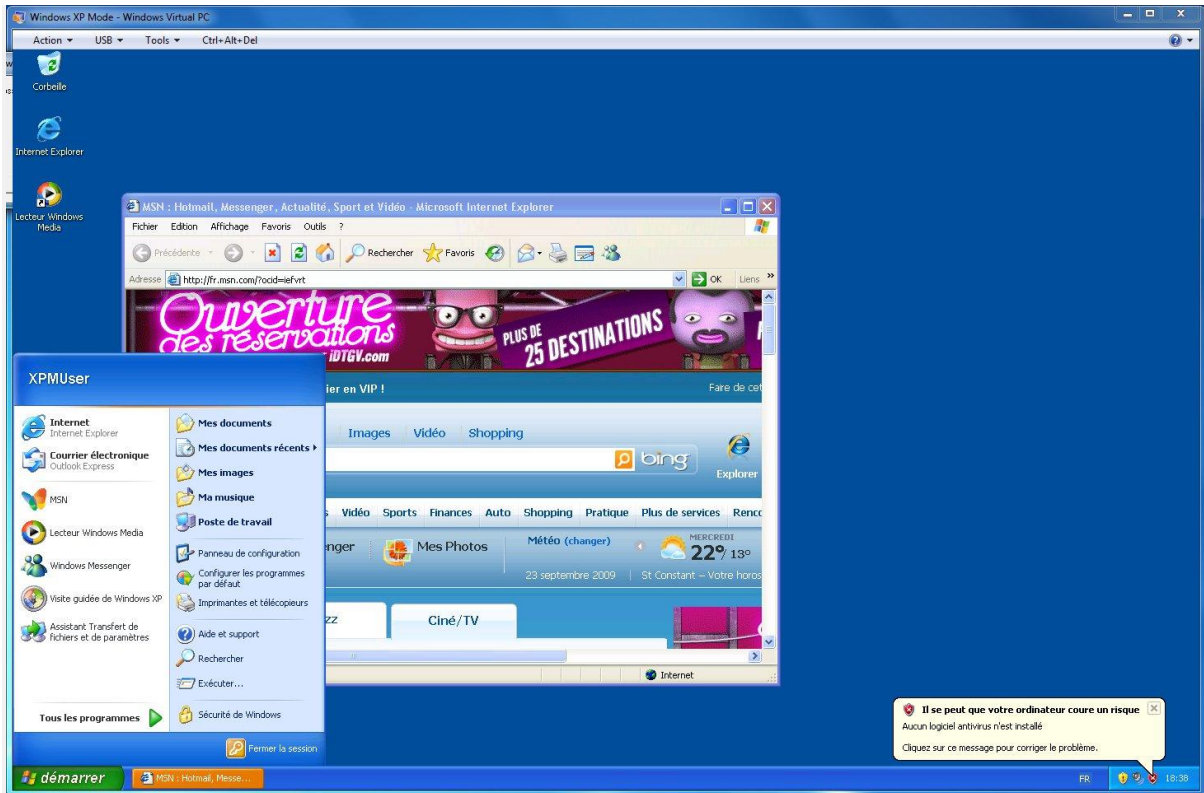 Windows XP Mode - Windows Virtual PC
Action USB Tools Ctrl+Alt+Del
Corbeille
Internet Explorer
Lecteur Windows
Media
MSN : Hotmail, Messenger, Actualité, Sport et Vidéo - Microsoft Internet Explorer
Fichier Edition Affichage Favoris Outils ?
Précédente Rechercher Favoris
Adresse http://fr.msn.com/?ocid=iefvrt OK Liens »
Ouverture
des réservations
iDTGV.com
PLUS DE
25 DESTINATIONS
ier en VIP ! Faire de cet
Images Vidéo Shopping
bing
Explorer
Vidéo Sports Finances Auto Shopping Pratique Plus de services Renc
nger Mes Photos
Météo (changer)
MERCREDI
22°/ 13°
23 septembre 2009 St Constant – Votre horos
zz Ciné/TV
Internet
XPMUser
Internet
Internet Explorer
Courrier électronique
Outlook Express
MSN
Lecteur Windows Media
Windows Messenger
Visite guidée de Windows XP
Assistant Transfert de
fichiers et de paramètres
Tous les programmes
Mes documents
Mes documents récents
Mes images
Ma musique
Poste de travail
Panneau de configuration
Configurer les programmes
par défaut
Imprimantes et télécopieurs
Aide et support
Rechercher
Exécuter...
Sécurité de Windows
Fermer la session
Il se peut que votre ordinateur coure un risque
Aucun logiciel antivirus n'est installé
Cliquez sur ce message pour corriger le problème.
démarrer MSN : Hotmail, Messe... FR 18:38